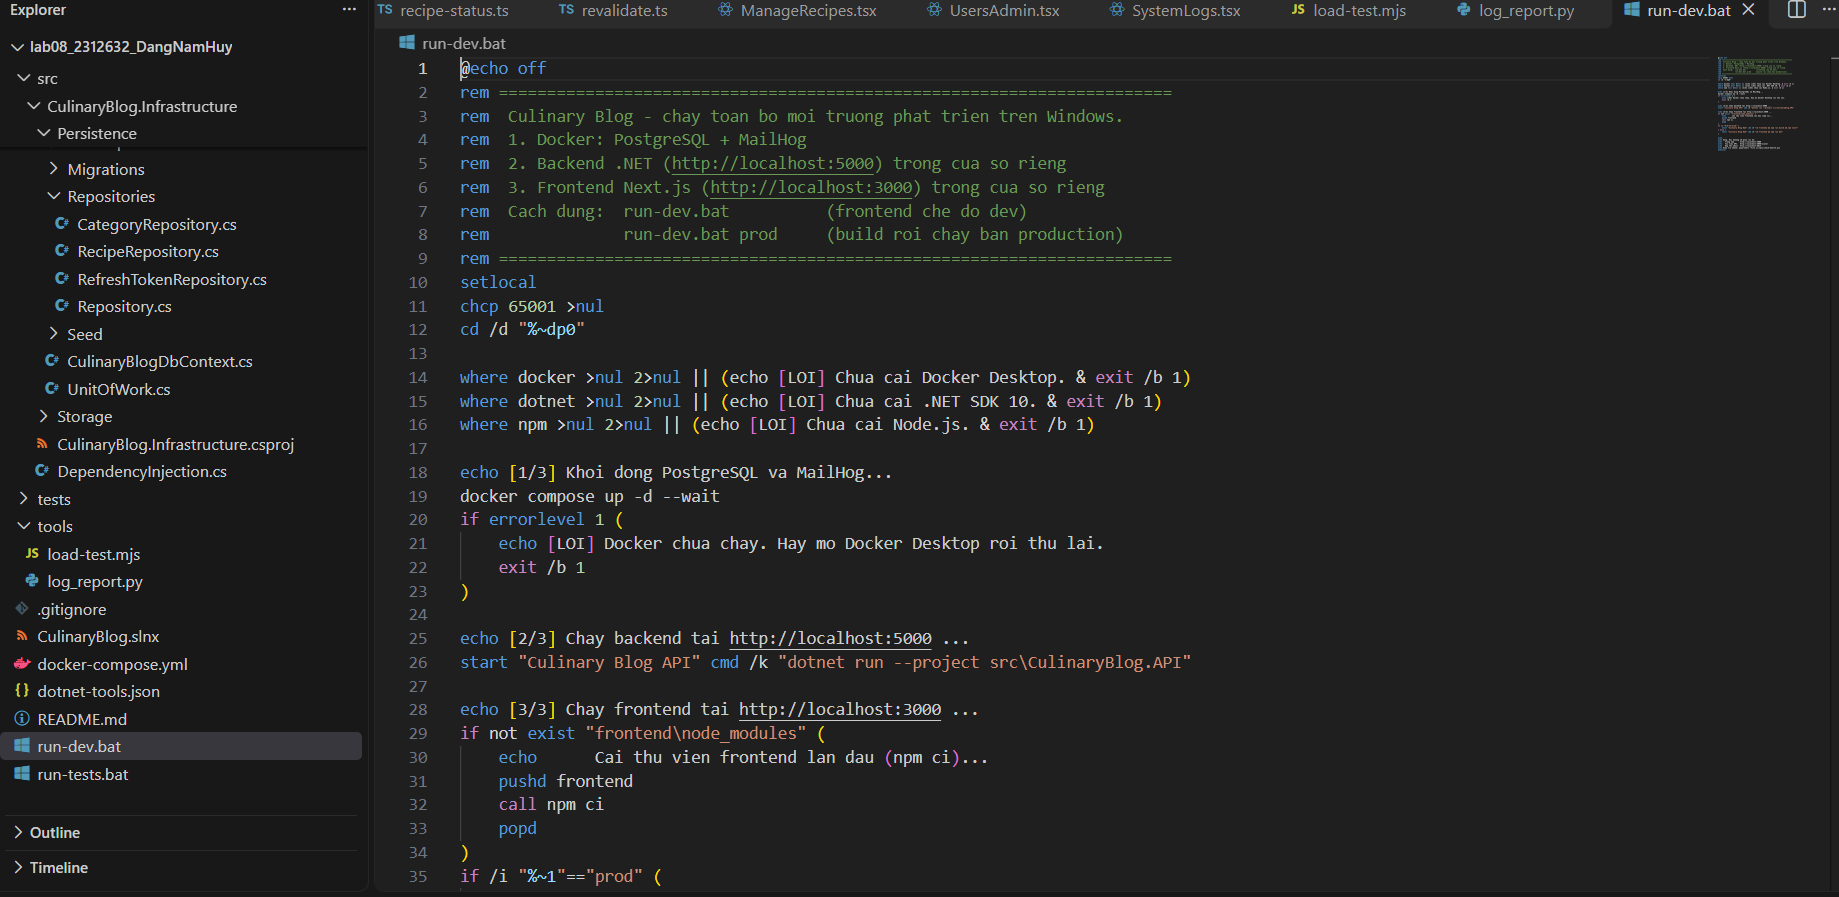 Explorer
lab08_2312632_DangNamHuy
src
CulinaryBlog.Infrastructure
Persistence
Migrations
Repositories
CategoryRepository.cs
RecipeRepository.cs
RefreshTokenRepository.cs
Repository.cs
Seed
CulinaryBlogDbContext.cs
UnitOfWork.cs
Storage
CulinaryBlog.Infrastructure.csproj
DependencyInjection.cs
tests
tools
JS load-test.mjs
log_report.py
.gitignore
CulinaryBlog.slnx
docker-compose.yml
{} dotnet-tools.json
README.md
run-dev.bat
run-tests.bat
Outline
Timeline
TS recipe-status.ts TS revalidate.ts ManageRecipes.tsx UsersAdmin.tsx SystemLogs.tsx JS load-test.mjs log_report.py run-dev.bat
run-dev.bat
1 @echo off
2 rem ======================================================================
3 rem  Culinary Blog - chay toan bo moi truong phat trien tren Windows.
4 rem  1. Docker: PostgreSQL + MailHog
5 rem  2. Backend .NET (http://localhost:5000) trong cua so rieng
6 rem  3. Frontend Next.js (http://localhost:3000) trong cua so rieng
7 rem  Cach dung:  run-dev.bat          (frontend che do dev)
8 rem              run-dev.bat prod     (build roi chay ban production)
9 rem ======================================================================
10 setlocal
11 chcp 65001 >nul
12 cd /d "%~dp0"
13
14 where docker >nul 2>nul || (echo [LOI] Chua cai Docker Desktop. & exit /b 1)
15 where dotnet >nul 2>nul || (echo [LOI] Chua cai .NET SDK 10. & exit /b 1)
16 where npm >nul 2>nul || (echo [LOI] Chua cai Node.js. & exit /b 1)
17
18 echo [1/3] Khoi dong PostgreSQL va MailHog...
19 docker compose up -d --wait
20 if errorlevel 1 (
21     echo [LOI] Docker chua chay. Hay mo Docker Desktop roi thu lai.
22     exit /b 1
23 )
24
25 echo [2/3] Chay backend tai http://localhost:5000 ...
26 start "Culinary Blog API" cmd /k "dotnet run --project src\CulinaryBlog.API"
27
28 echo [3/3] Chay frontend tai http://localhost:3000 ...
29 if not exist "frontend\node_modules" (
30     echo      Cai thu vien frontend lan dau (npm ci)...
31     pushd frontend
32     call npm ci
33     popd
34 )
35 if /i "%~1"=="prod" (